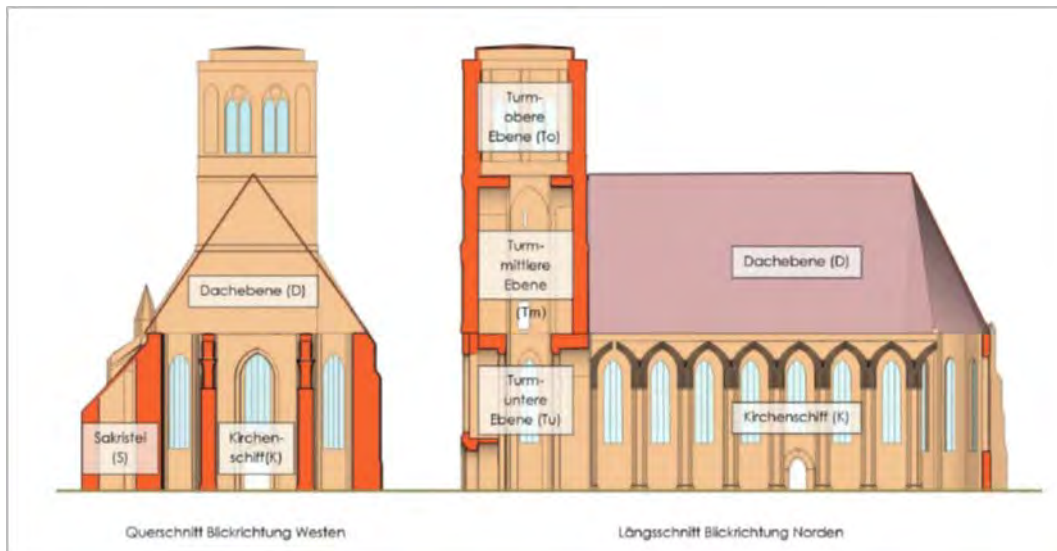 Dachebene (D)
Sakristei
(S)
Kirchen-
schiff(K)
Querschnitt Blickrichtung Westen
Turm-
obere
Ebene (To)
Turm-
mittlere
Ebene
(Tm)
Turm-
untere
Ebene (Tu)
Dachebene (D)
Kirchenschiff (K)
Längsschnitt Blickrichtung Norden